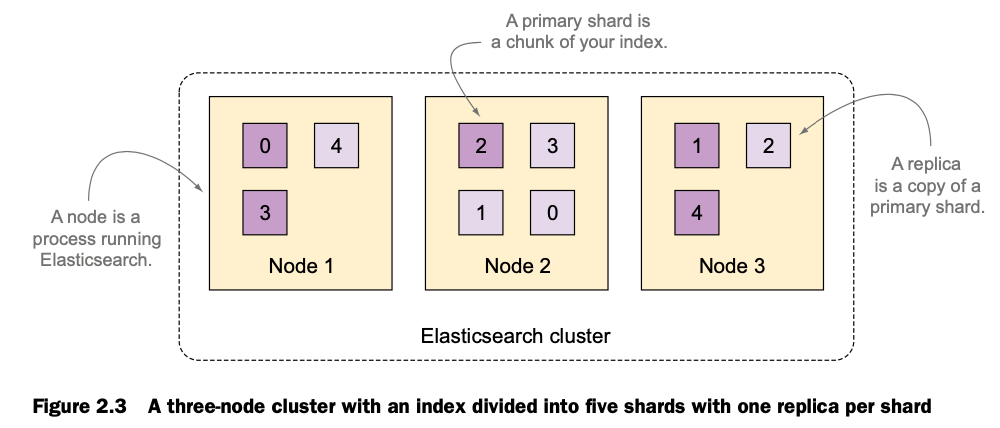 A primary shard is
a chunk of your index.
0
4
3
Node 1
2
3
1
0
Node 2
1
2
4
Node 3
A node is a
process running
Elasticsearch.
A replica
is a copy of a
primary shard.
Elasticsearch cluster
Figure 2.3 A three-node cluster with an index divided into five shards with one replica per shard